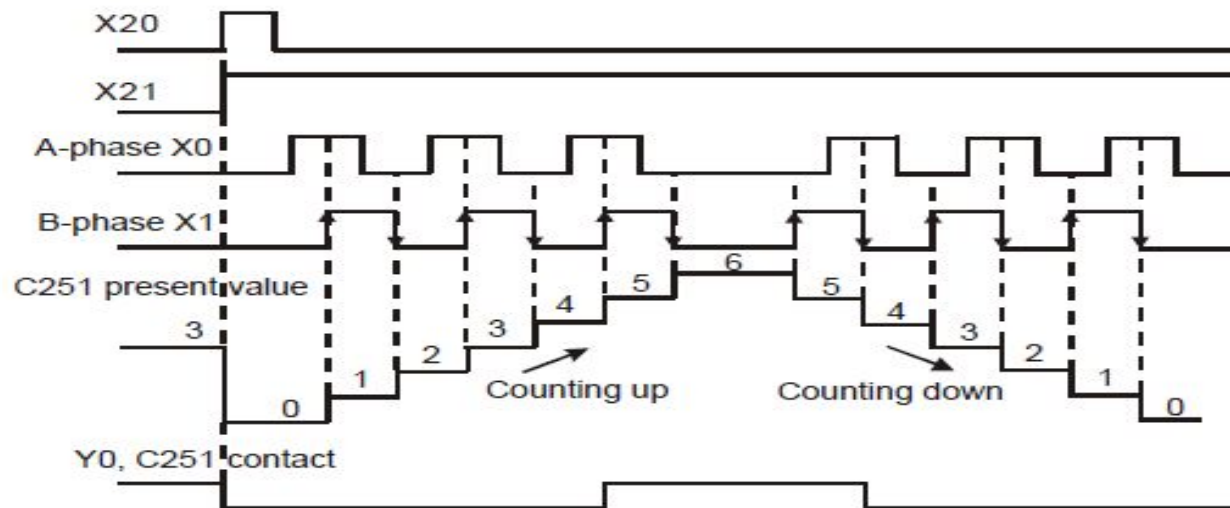 X20
X21
A-phase X0
B-phase X1
C251 present value
3
0
1
2
3
4
5
6
5
4
3
2
1
0
Counting up
Counting down
Y0, C251 contact